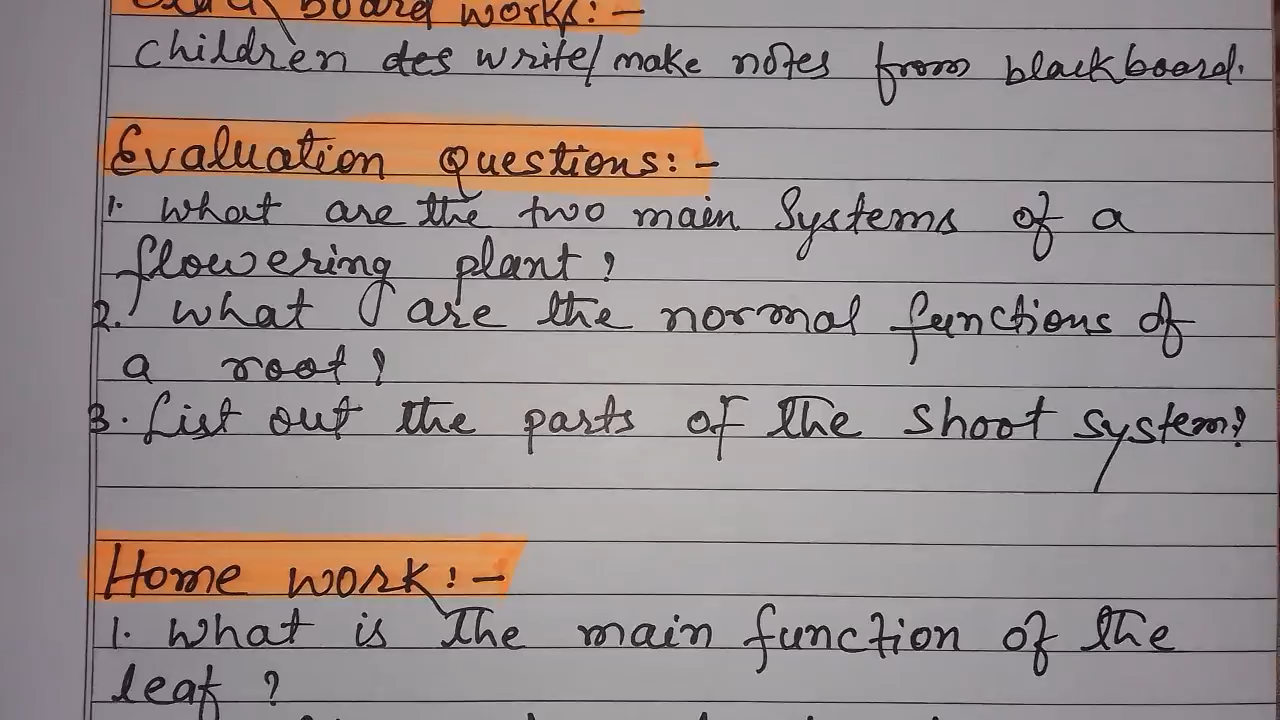 board works:-
children des write/make notes from blackboard.
Evaluation Questions:-
1. What are the two main Systems of a
flowering plant?
2. What are the normal functions of
a root?
3. List out the parts of the shoot system?
Home work:-
1. What is the main function of the
leaf ?